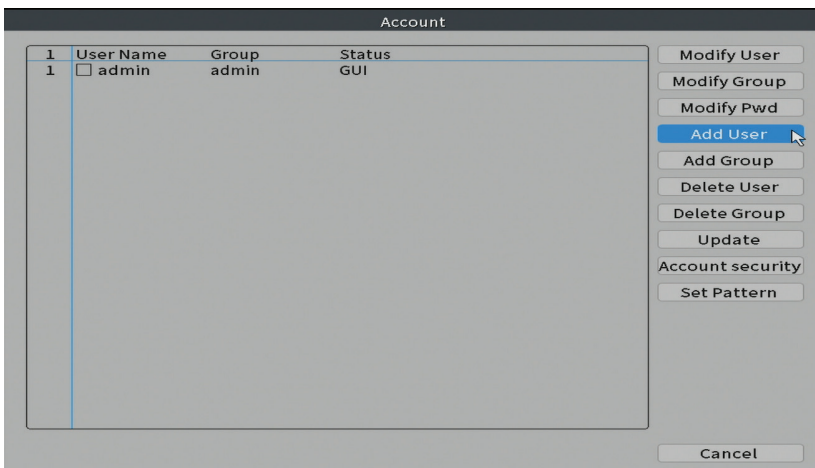 Account
1 User Name Group Status
1 admin admin GUI
Modify User
Modify Group
Modify Pwd
Add User
Add Group
Delete User
Delete Group
Update
Account security
Set Pattern
Cancel